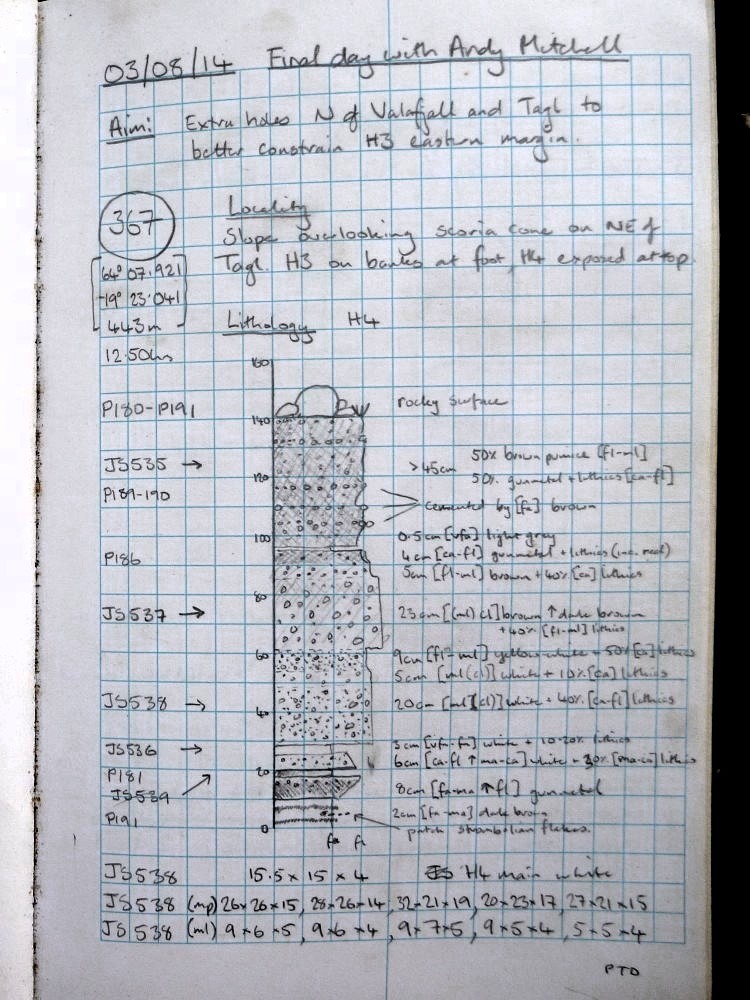 03/08/14 Final day with Andy Mitchell
Aim: Extra holes N of Valafjall and Tagl to
better constrain H3 eastern margin.
367
Locality
Slope overlooking scoria cone on NE of
Tagl. H3 on banks at foot, H4 exposed at top.
[64° 07.921
-19° 23.041
443m]
12.50hrs
Lithology H4
160
P180-P191
rocky surface
140
JS535 →
>45cm 50% brown pumice [fl-ml]
50% gunmetal + lithics [ca-fl]
120
P189-190
cemented by [fa] brown
100
0.5cm [vfa] light grey
P186
4cm [ca-fl] gunmetal + lithics (inc. )
5cm [fl-ml] brown + 40% [ca] lithics
80
JS537 →
23cm [(ml) cl] brown ↑ dark brown
+ 40% [fl-ml] lithics
60
9cm [fl-ml] yellow-white + 50% [ca] lithics
5cm [ml(cl)] white + 10% [ca] lithics
JS538 →
20cm [ml(cl)] white + 40% [ca-fl] lithics
40
JS536 →
3cm [vfa-fa] white + 10-20% lithics
6cm [ca-fl ↑ ma-ca] white + 30% [ma-ca] lithics
P181
20
JS539
8cm [fa-ma ↑ fl] gunmetal
P191
2cm [fa-ma] dark brown
patch strombolian flakes.
0
fa fl
JS538 15.5 × 15 × 4 H4 main white
JS538 (mp) 26×26×15, 28×26×14, 32×21×19, 20×23×17, 27×21×15
JS538 (ml) 9×6×5, 9×6×4, 9×7×5, 9×5×4, 5×5×4
PTO